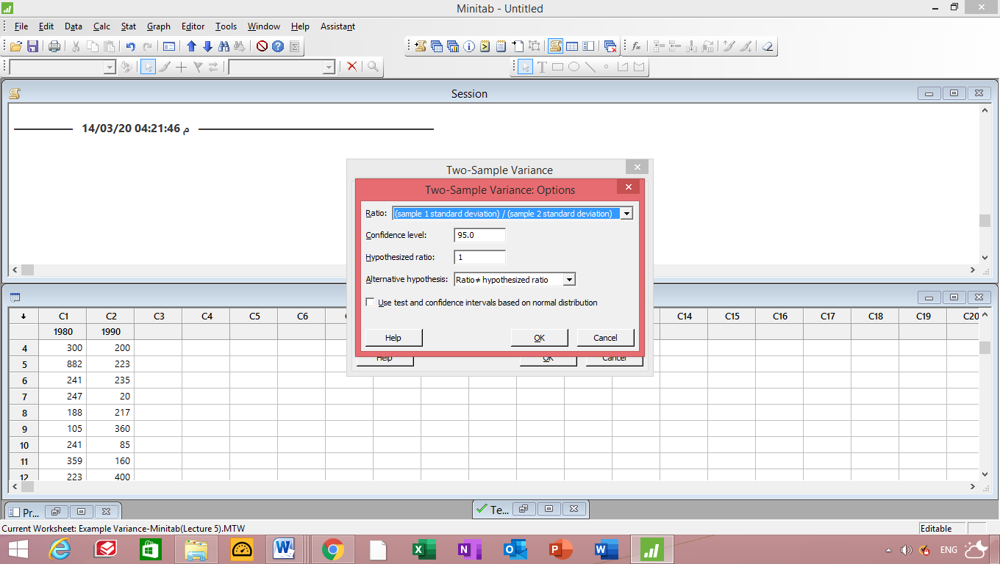 Minitab - Untitled
File Edit Data Calc Stat Graph Editor Tools Window Help Assistant
Session
14/03/20 04:21:46 م
Two-Sample Variance
Two-Sample Variance: Options
Ratio: (sample 1 standard deviation) / (sample 2 standard deviation)
Confidence level: 95.0
Hypothesized ratio: 1
Alternative hypothesis: Ratio≠ hypothesized ratio
Use test and confidence intervals based on normal distribution
Help OK Cancel
Help OK Cancel
C1 C2 C3 C4 C5 C6 C14 C15 C16 C17 C18 C19 C20
1980 1990
4 300 200
5 882 223
6 241 235
7 247 20
8 188 217
9 105 360
10 241 85
11 359 160
12 223 400
Pr... Te...
Current Worksheet: Example Variance-Minitab(Lecture 5).MTW Editable
ENG